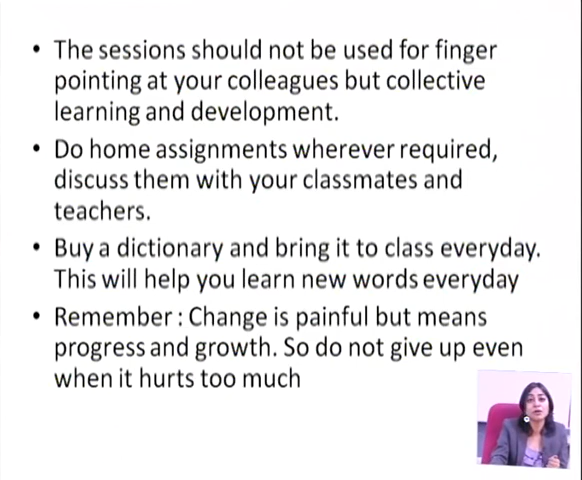 • The sessions should not be used for finger
pointing at your colleagues but collective
learning and development.
• Do home assignments wherever required,
discuss them with your classmates and
teachers.
• Buy a dictionary and bring it to class everyday.
This will help you learn new words everyday
• Remember : Change is painful but means
progress and growth. So do not give up even
when it hurts too much